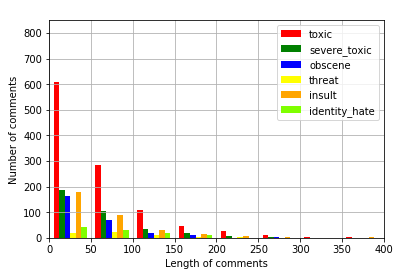 800
700
600
500
400
300
200
100
0
Number of comments
toxic
severe_toxic
obscene
threat
insult
identity_hate
0 50 100 150 200 250 300 350 400
Length of comments